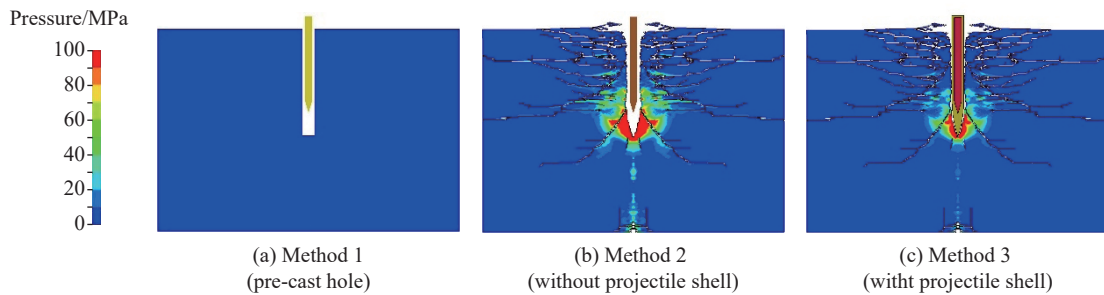 Pressure/MPa
100
80
60
40
20
0
(a) Method 1
(pre-cast hole)
(b) Method 2
(without projectile shell)
(c) Method 3
(witht projectile shell)